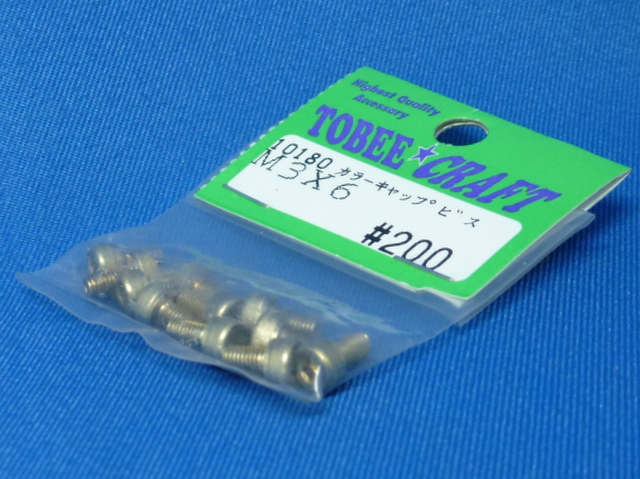 Highest Quality
Accessory
TOBEE☆CRAFT
10180 カラーキャップビス
M3X6
#200